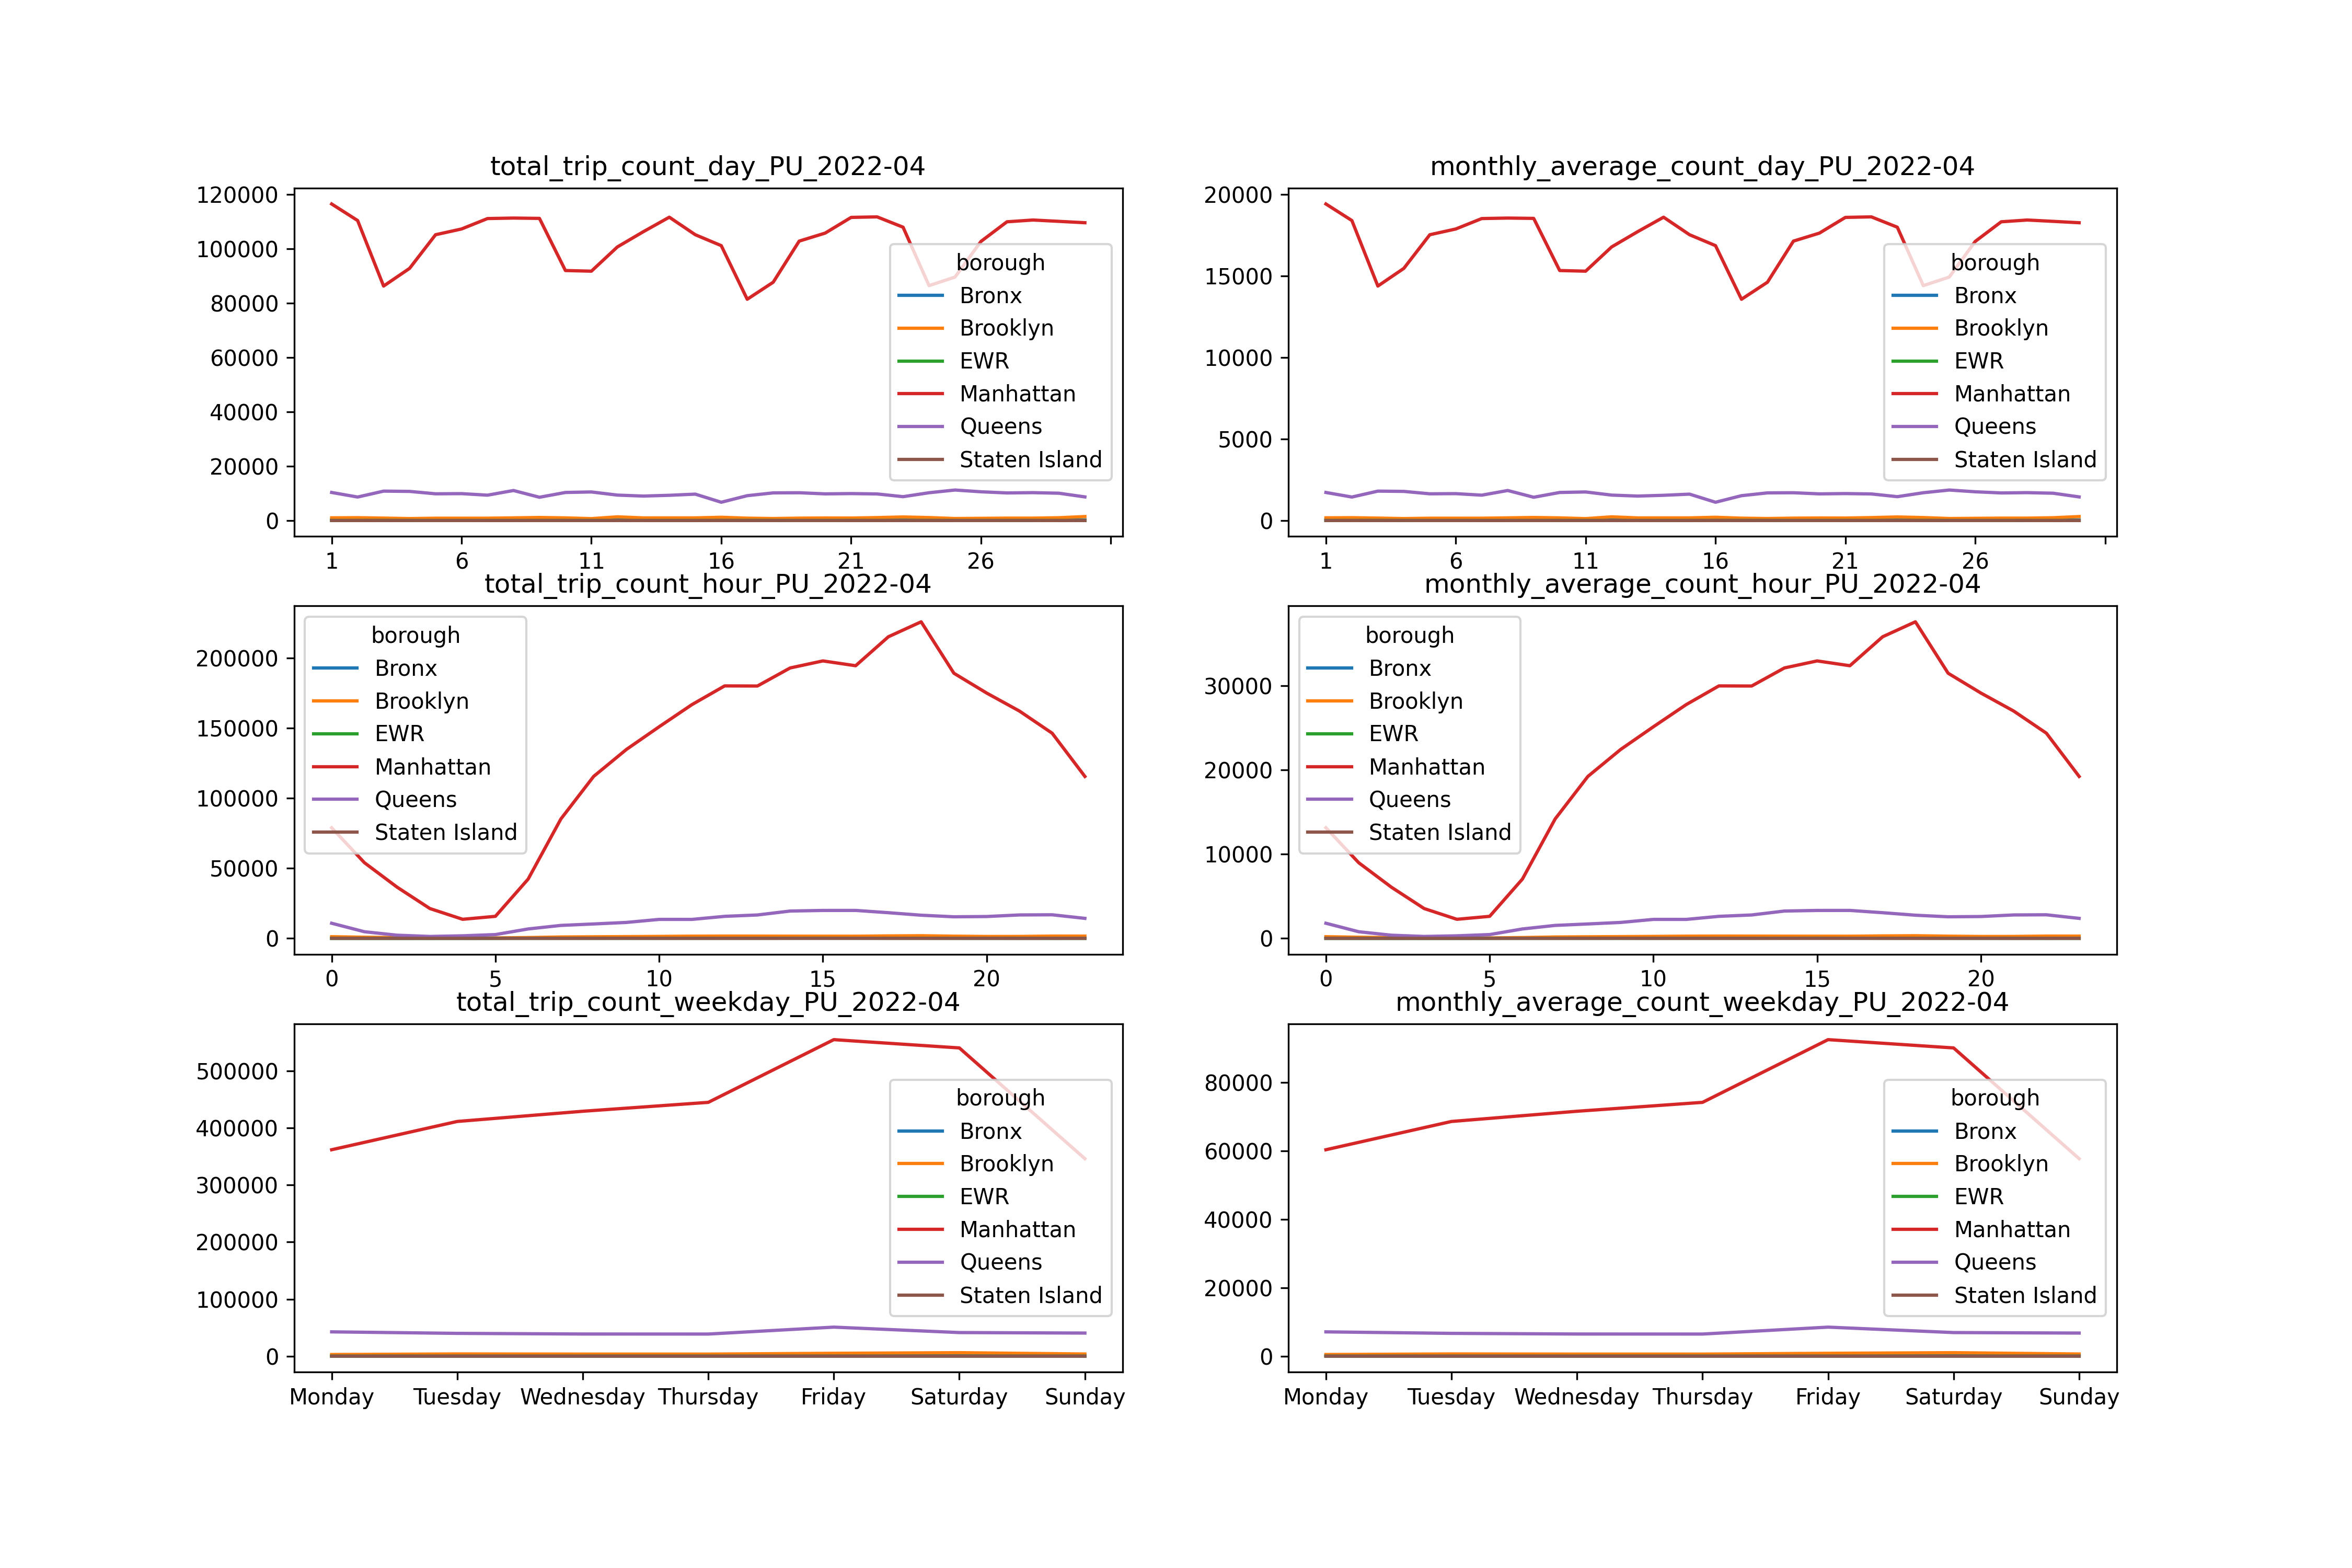 total_trip_count_day_PU_2022-04
120000
100000
80000
60000
40000
20000
0
1 6 11 16 21 26
borough
Bronx
Brooklyn
EWR
Manhattan
Queens
Staten Island
monthly_average_count_day_PU_2022-04
20000
15000
10000
5000
0
1 6 11 16 21 26
borough
Bronx
Brooklyn
EWR
Manhattan
Queens
Staten Island
total_trip_count_hour_PU_2022-04
200000
150000
100000
50000
0
0 5 10 15 20
borough
Bronx
Brooklyn
EWR
Manhattan
Queens
Staten Island
monthly_average_count_hour_PU_2022-04
30000
20000
10000
0
0 5 10 15 20
borough
Bronx
Brooklyn
EWR
Manhattan
Queens
Staten Island
total_trip_count_weekday_PU_2022-04
500000
400000
300000
200000
100000
0
Monday Tuesday Wednesday Thursday Friday Saturday Sunday
borough
Bronx
Brooklyn
EWR
Manhattan
Queens
Staten Island
monthly_average_count_weekday_PU_2022-04
80000
60000
40000
20000
0
Monday Tuesday Wednesday Thursday Friday Saturday Sunday
borough
Bronx
Brooklyn
EWR
Manhattan
Queens
Staten Island